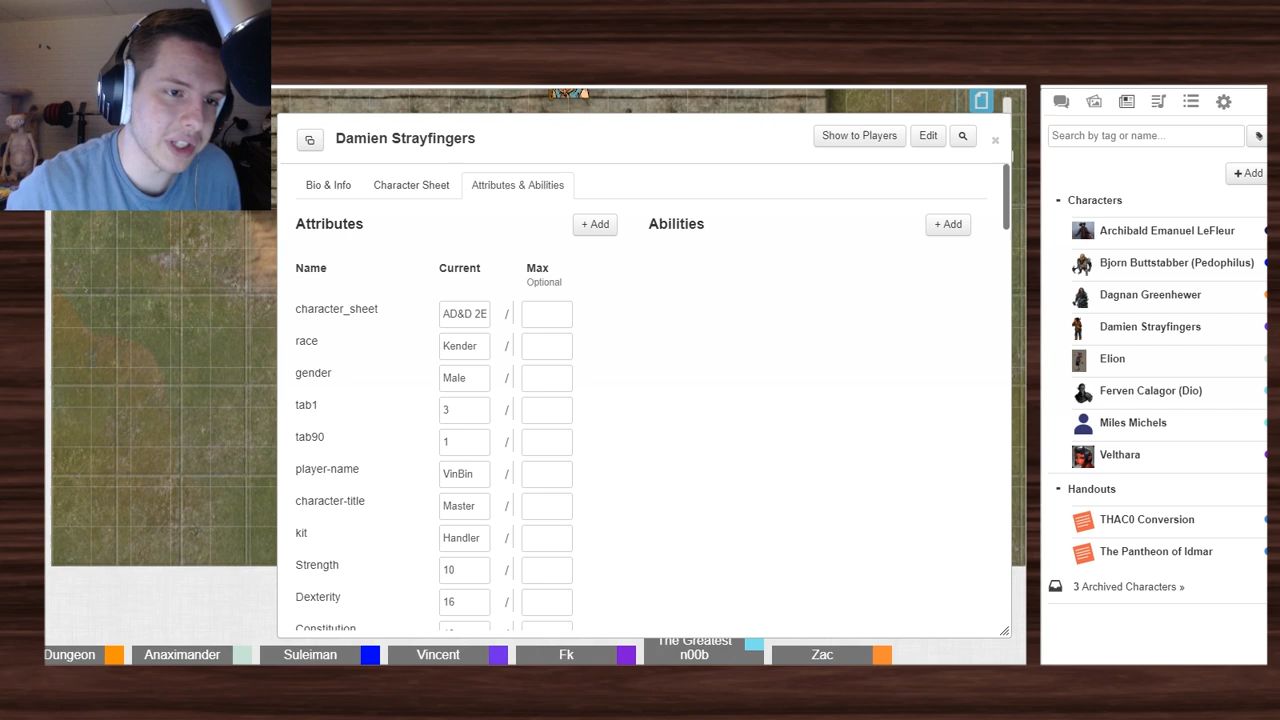 Damien Strayfingers
Show to Players
Edit
Bio & Info
Character Sheet
Attributes & Abilities
Attributes
+ Add
Abilities
+ Add
Name
Current
Max
Optional
character_sheet
AD&D 2E
/
race
Kender
/
gender
Male
/
tab1
3
/
tab90
1
/
player-name
VinBin
/
character-title
Master
/
kit
Handler
/
Strength
10
/
Dexterity
16
/
Constitution
Dungeon
Anaximander
Suleiman
Vincent
Fk
The Greatest
n00b
Zac
Search by tag or name...
+ Add
Characters
Archibald Emanuel LeFleur
Bjorn Buttstabber (Pedophilus)
Dagnan Greenhewer
Damien Strayfingers
Elion
Ferven Calagor (Dio)
Miles Michels
Velthara
Handouts
THAC0 Conversion
The Pantheon of Idmar
3 Archived Characters »